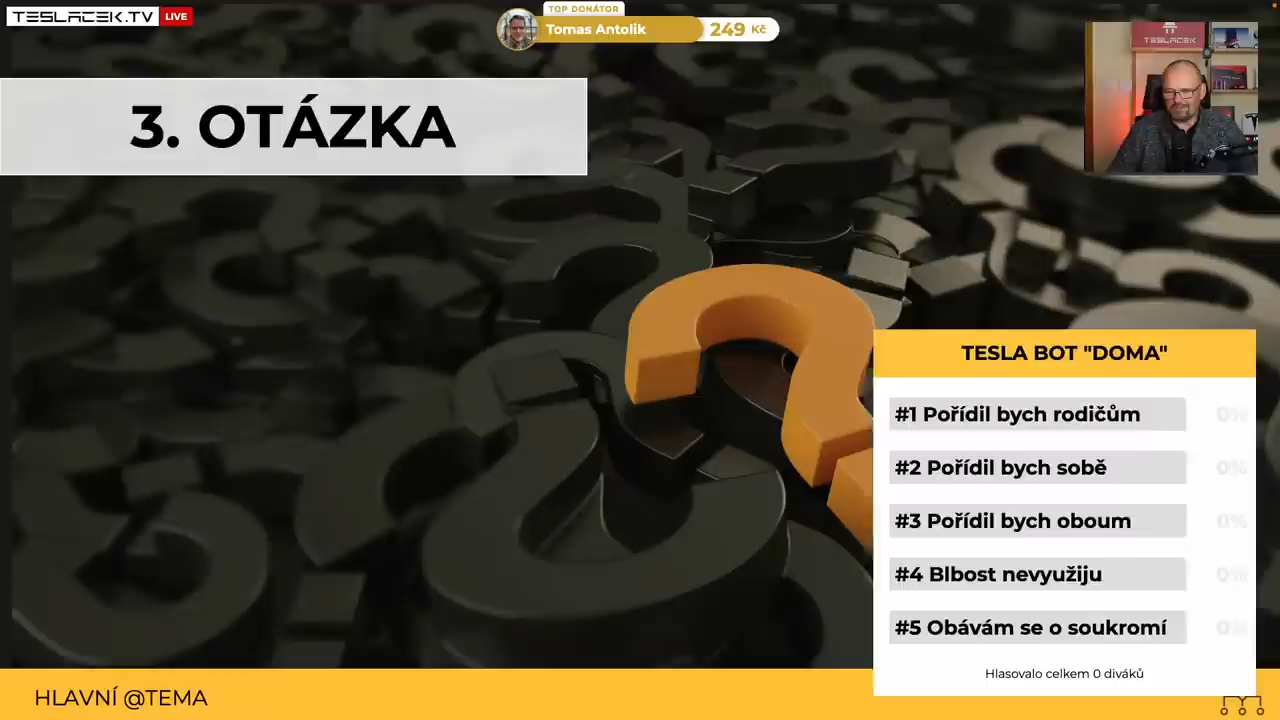 TESLACEK.TV LIVE
TOP DONÁTOR
Tomas Antolik 249 Kč
TESLACEK
3. OTÁZKA
TESLA BOT "DOMA"
#1 Pořídil bych rodičům 0%
#2 Pořídil bych sobě 0%
#3 Pořídil bych oboum 0%
#4 Blbost nevyužiju 0%
#5 Obávám se o soukromí 0%
Hlasovalo celkem 0 diváků
HLAVNÍ @TEMA